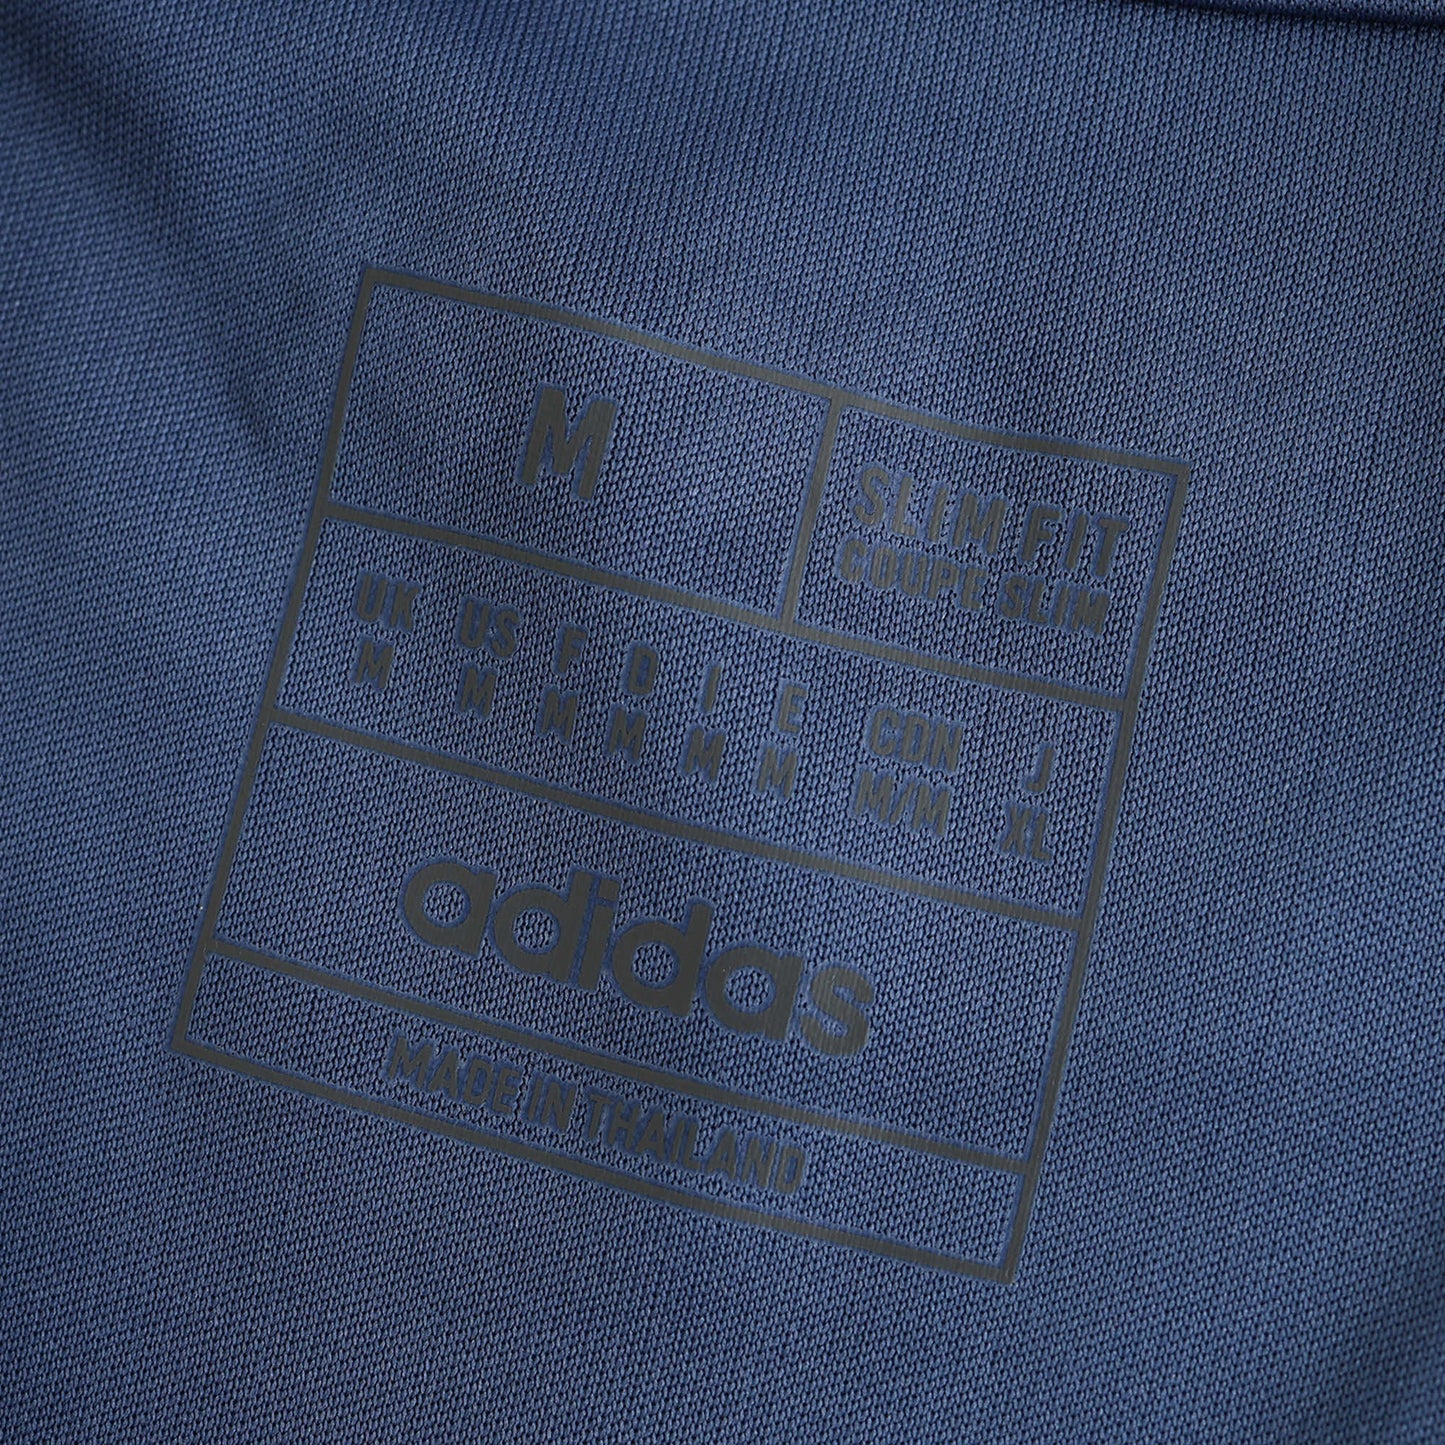 M
SLIM FIT
COUPE SLIM
UK US F D I E CDN J
M M M M M M M/M XL
adidas
MADE IN THAILAND